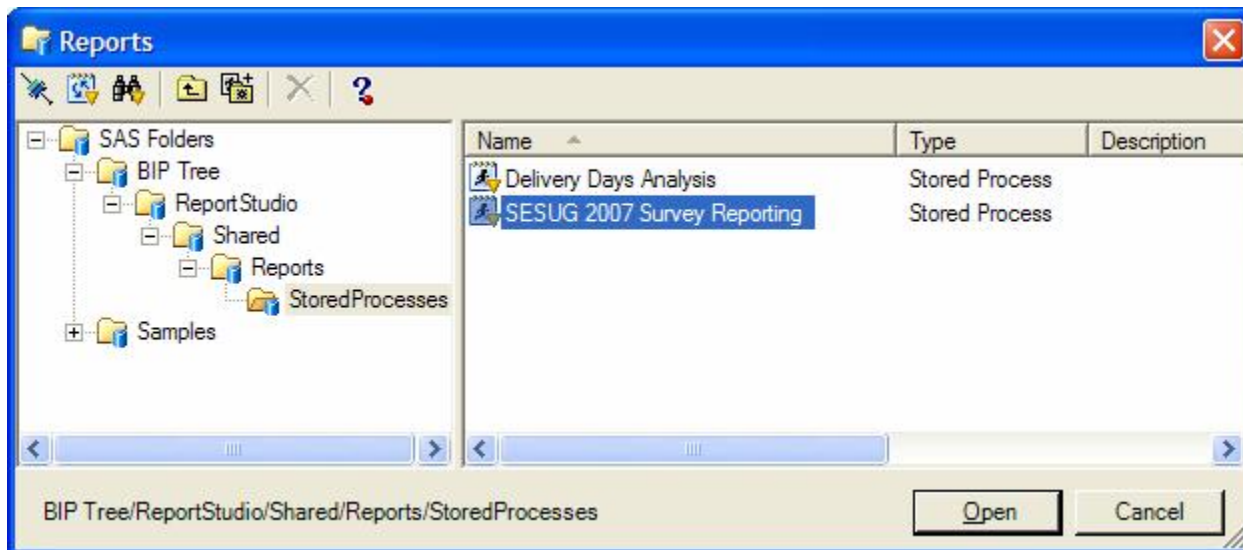 Reports
SAS Folders
BIP Tree
ReportStudio
Shared
Reports
StoredProcesses
Samples
Name Type Description
Delivery Days Analysis Stored Process
SESUG 2007 Survey Reporting Stored Process
BIP Tree/ReportStudio/Shared/Reports/StoredProcesses
Open Cancel